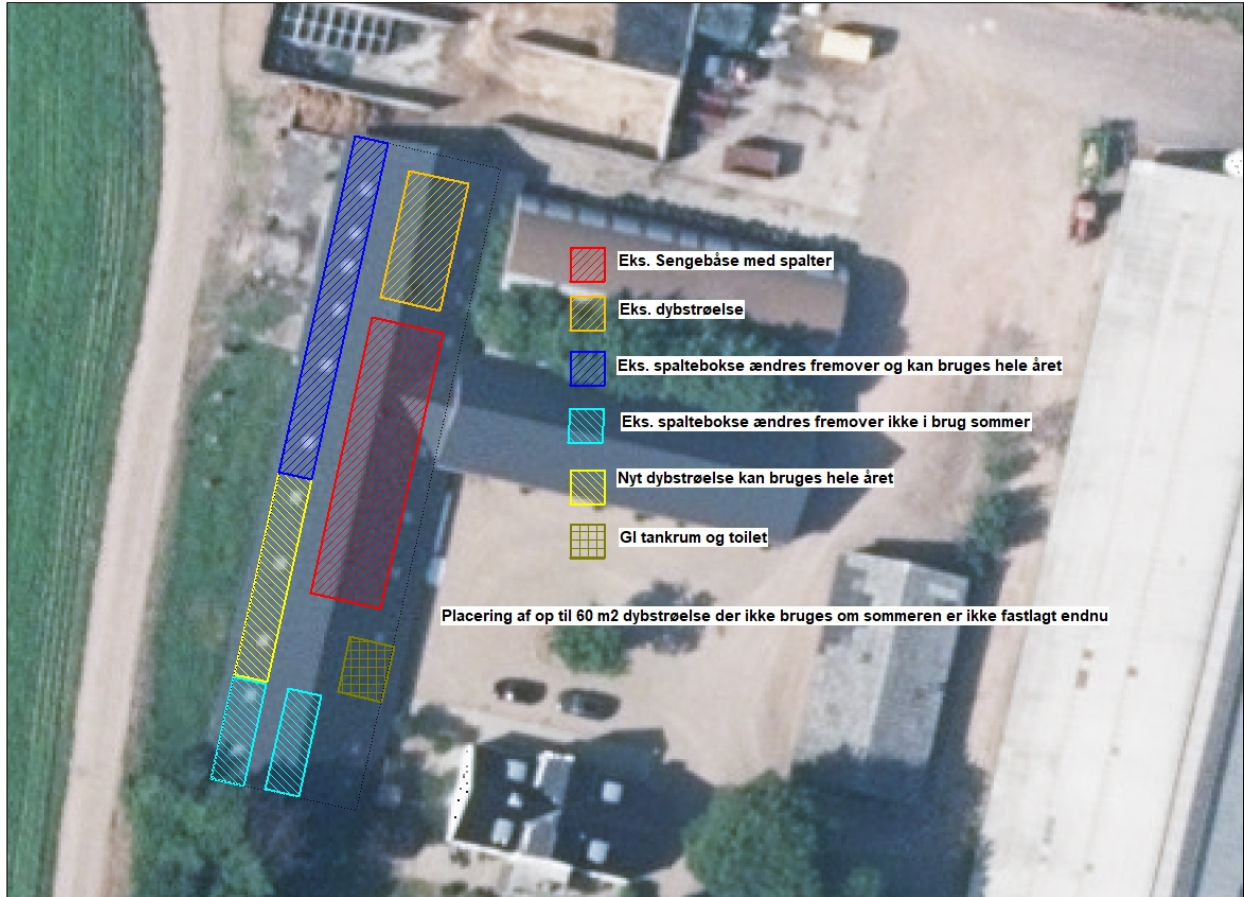 Eks. Sengebåse med spalter
Eks. dybstrøelse
Eks. spaltebokse ændres fremover og kan bruges hele året
Eks. spaltebokse ændres fremover ikke i brug sommer
Nyt dybstrøelse kan bruges hele året
Gl tankrum og toilet
Placering af op til 60 m2 dybstrøelse der ikke bruges om sommeren er ikke fastlagt endnu